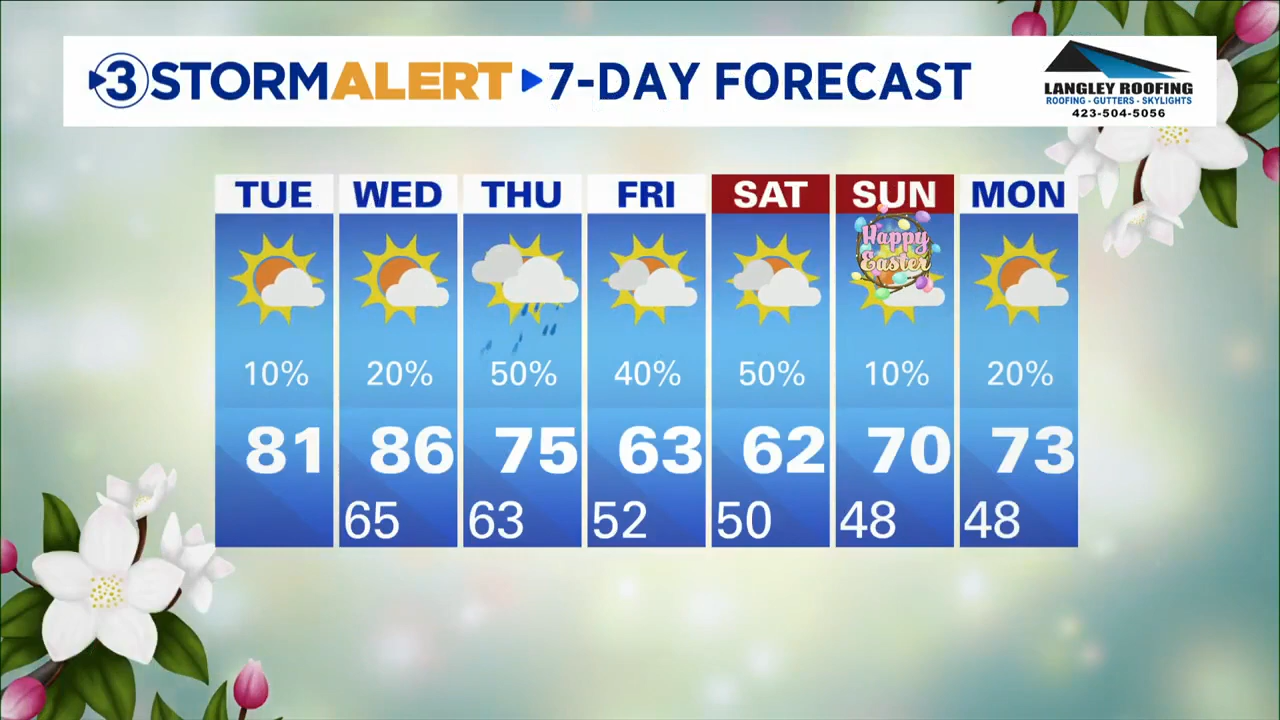 3 STORMALERT 7-DAY FORECAST
LANGLEY ROOFING
ROOFING - GUTTERS - SKYLIGHTS
423-504-5056
TUE WED THU FRI SAT SUN MON
Happy
Easter
10% 20% 50% 40% 50% 10% 20%
81 86 75 63 62 70 73
65 63 52 50 48 48